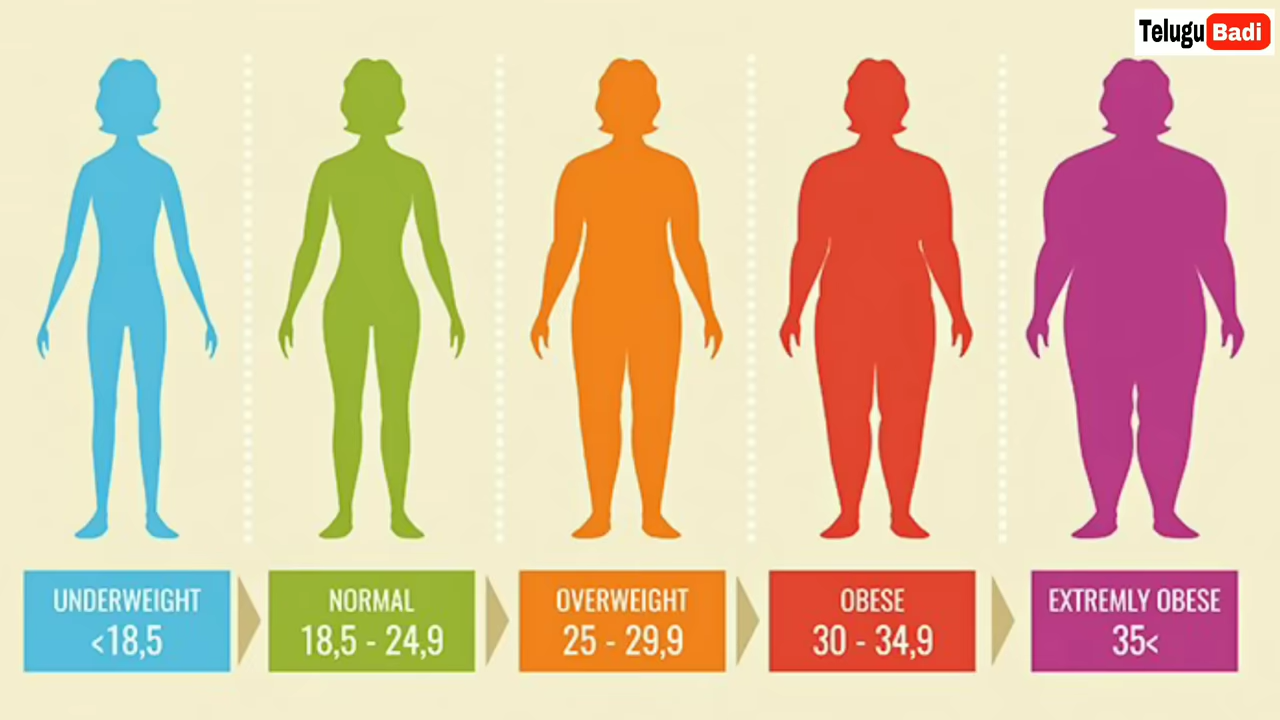 Telugu Badi
UNDERWEIGHT
<18,5
NORMAL
18,5 - 24,9
OVERWEIGHT
25 - 29,9
OBESE
30 - 34,9
EXTREMLY OBESE
35<